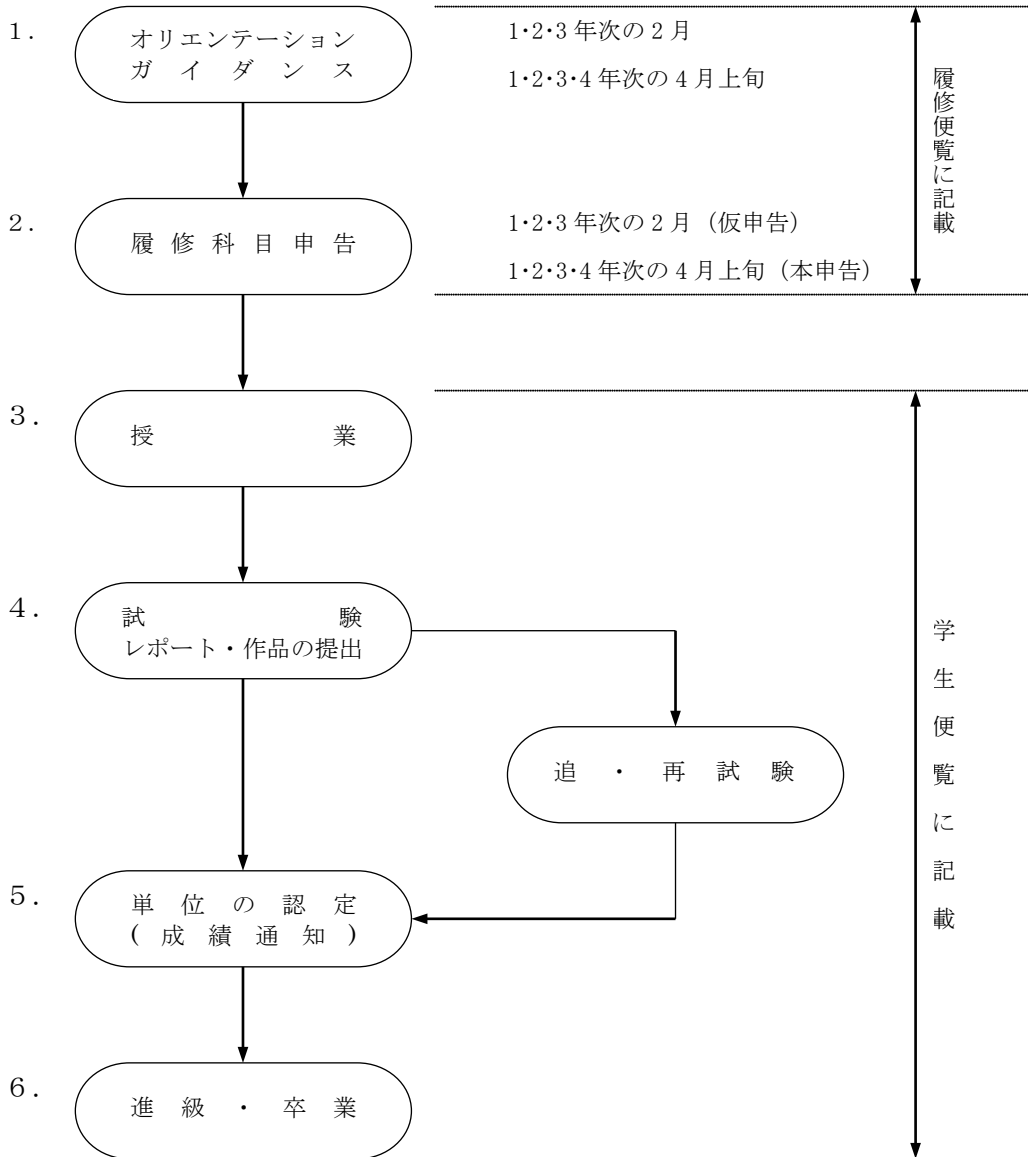 1.
オリエンテーション
ガイダンス
1･2･3年次の2月
1･2･3･4年次の4月上旬
2.
履修科目申告
1･2･3年次の2月（仮申告）
1･2･3･4年次の4月上旬（本申告）
履修便覧に記載
3.
授業
4.
試験
レポート・作品の提出
追・再試験
5.
単位の認定
(成績通知)
6.
進級・卒業
学生便覧に記載